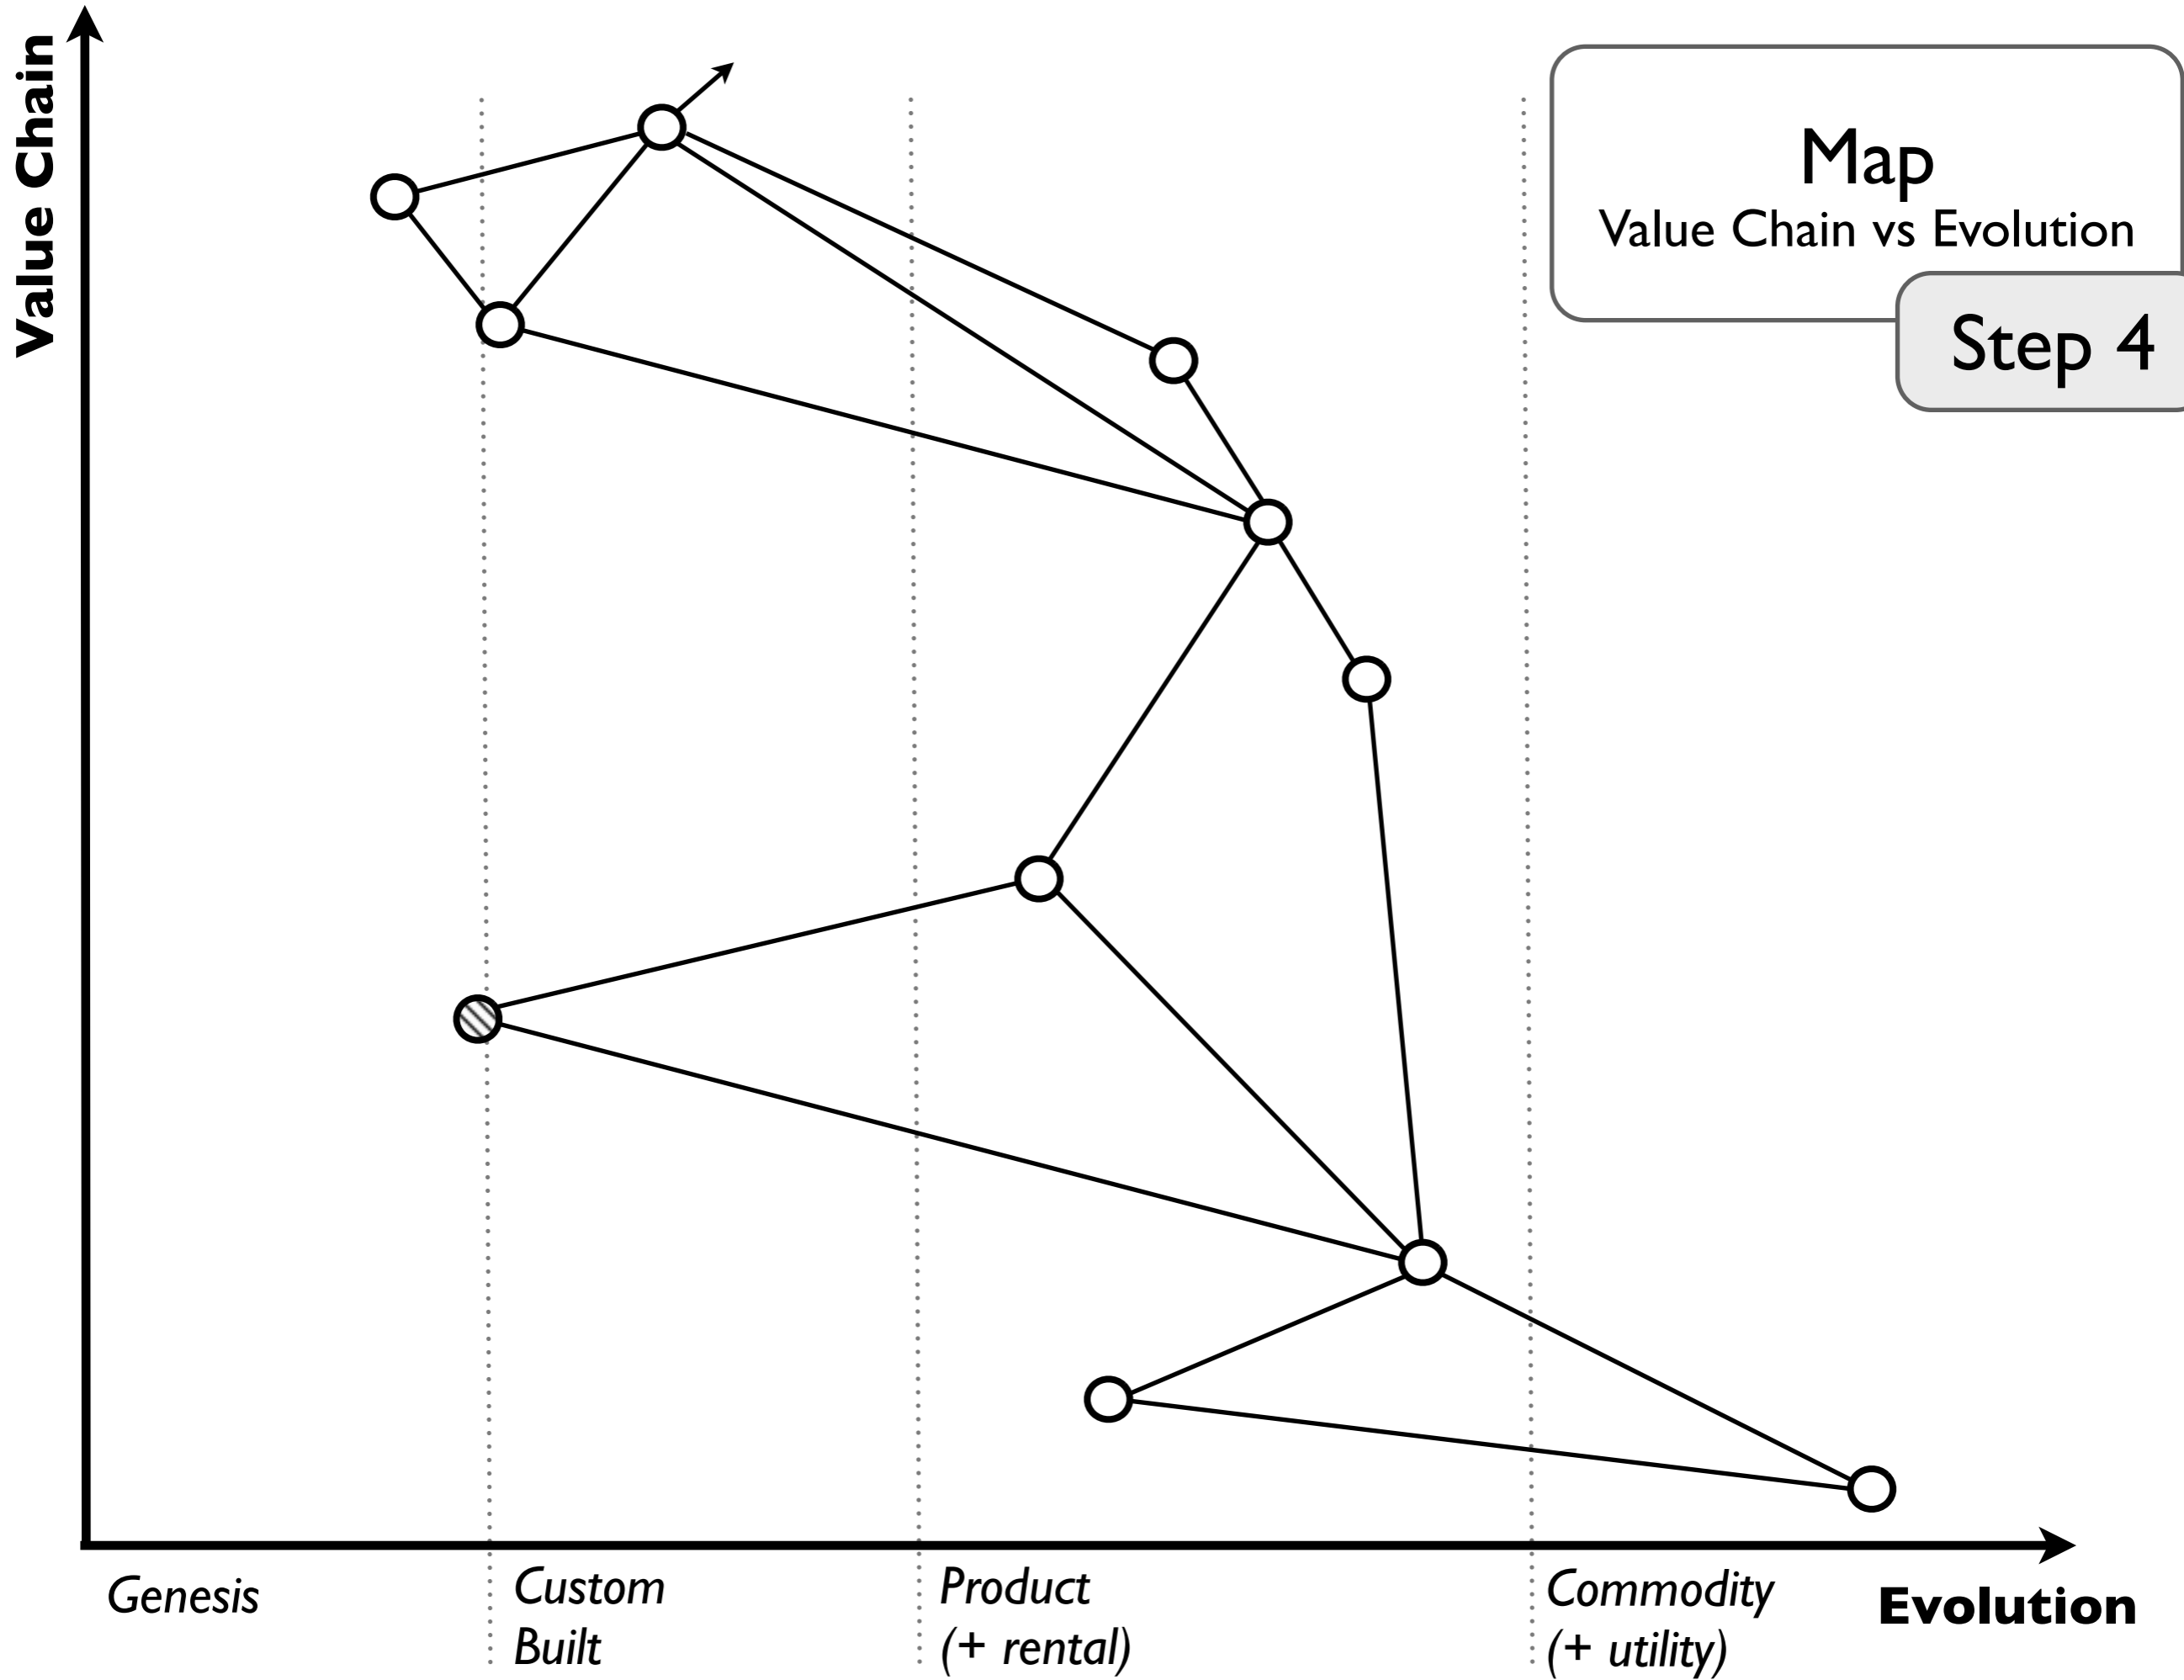 Value Chain
Map
Value Chain vs Evolution
Step 4
Genesis
Custom
Built
Product
(+ rental)
Commodity
(+ utility)
Evolution